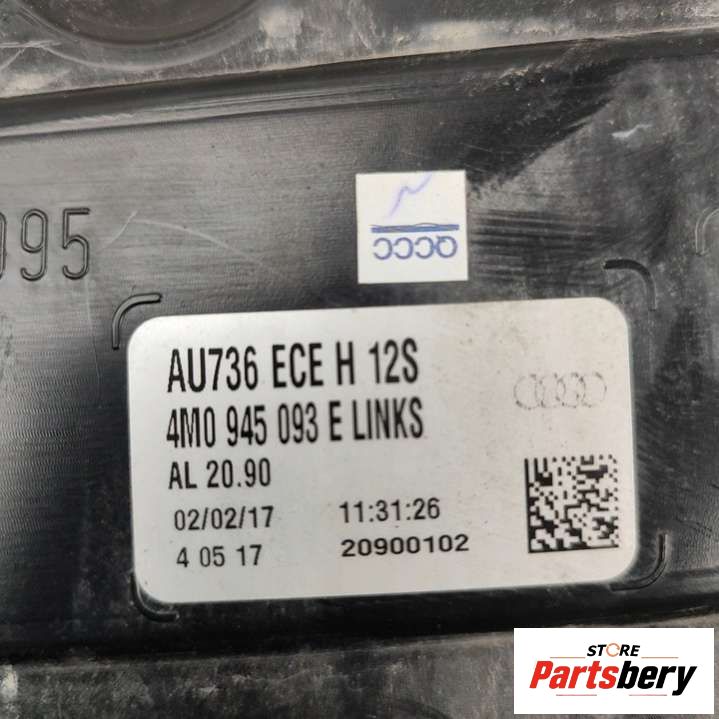 095
QCCC
AU736 ECE H 12S
4M0 945 093 E LINKS
AL 20.90
02/02/17 11:31:26
4 05 17 20900102
STORE
Partsbery